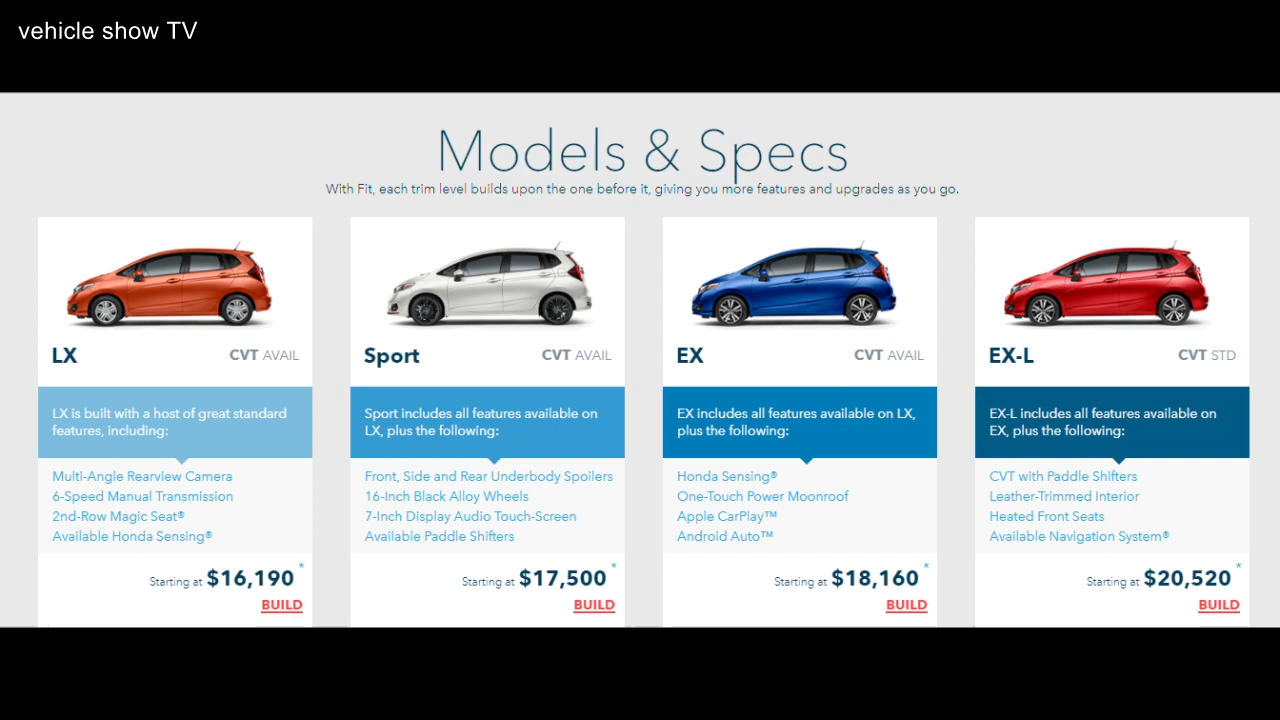 vehicle show TV
Models & Specs
With Fit, each trim level builds upon the one before it, giving you more features and upgrades as you go.
LX
CVT AVAIL
LX is built with a host of great standard
features, including:
Multi-Angle Rearview Camera
6-Speed Manual Transmission
2nd-Row Magic Seat®
Available Honda Sensing®
Starting at $16,190*
BUILD
Sport
CVT AVAIL
Sport includes all features available on
LX, plus the following:
Front, Side and Rear Underbody Spoilers
16-Inch Black Alloy Wheels
7-Inch Display Audio Touch-Screen
Available Paddle Shifters
Starting at $17,500*
BUILD
EX
CVT AVAIL
EX includes all features available on LX,
plus the following:
Honda Sensing®
One-Touch Power Moonroof
Apple CarPlay™
Android Auto™
Starting at $18,160*
BUILD
EX-L
CVT STD
EX-L includes all features available on
EX, plus the following:
CVT with Paddle Shifters
Leather-Trimmed Interior
Heated Front Seats
Available Navigation System®
Starting at $20,520*
BUILD